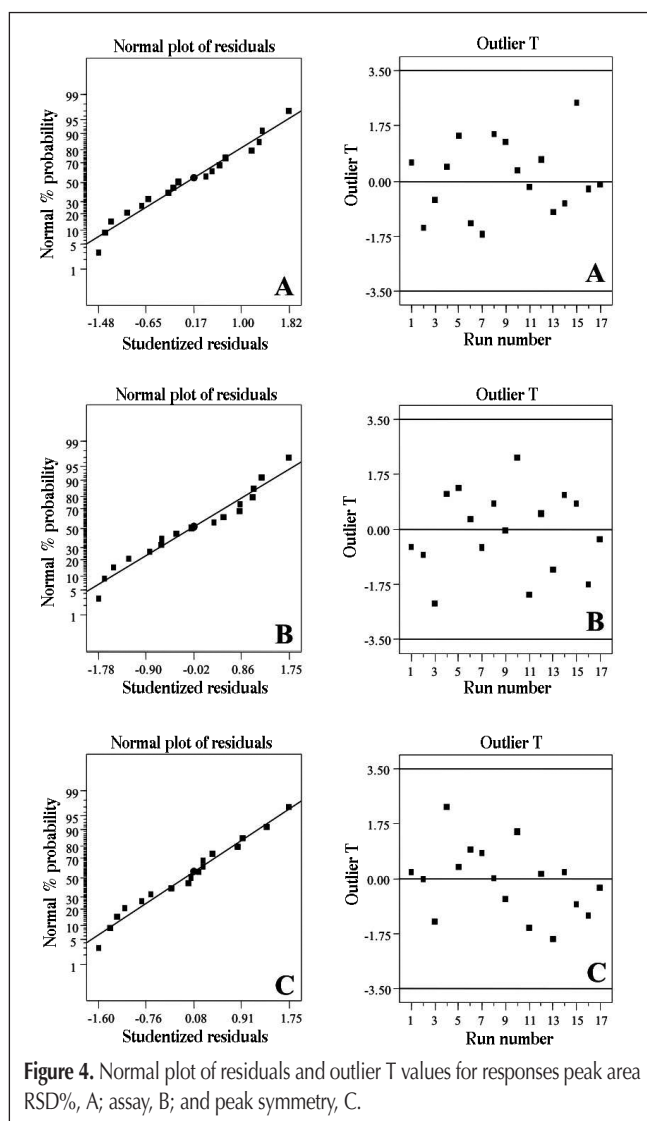 Normal plot of residuals
Normal % probability
99
95
90
80
70
50
30
20
10
5
1
A
-1.48 -0.65 0.17 1.00 1.82
Studentized residuals
Outlier T
Outlier T
3.50
1.75
0.00
-1.75
-3.50
A
1 3 5 7 9 11 13 15 17
Run number
Normal plot of residuals
Normal % probability
99
95
90
80
70
50
30
20
10
5
1
B
-1.78 -0.90 -0.02 0.86 1.75
Studentized residuals
Outlier T
Outlier T
3.50
1.75
0.00
-1.75
-3.50
B
1 3 5 7 9 11 13 15 17
Run number
Normal plot of residuals
Normal % probability
99
95
90
80
70
50
30
20
10
5
1
C
-1.60 -0.76 0.08 0.91 1.75
Studentized residuals
Outlier T
Outlier T
3.50
1.75
0.00
-1.75
-3.50
C
1 3 5 7 9 11 13 15 17
Run number
Figure 4. Normal plot of residuals and outlier T values for responses peak area
RSD%, A; assay, B; and peak symmetry, C.